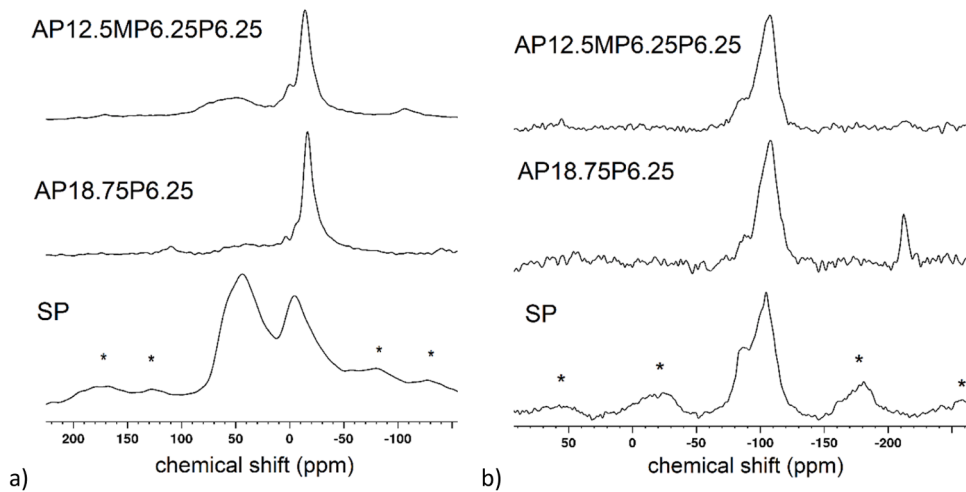 AP12.5MP6.25P6.25
AP18.75P6.25
SP
* * * *
200 150 100 50 0 -50 -100
chemical shift (ppm)
a)
AP12.5MP6.25P6.25
AP18.75P6.25
SP
* * * *
50 0 -50 -100 -150 -200
chemical shift (ppm)
b)